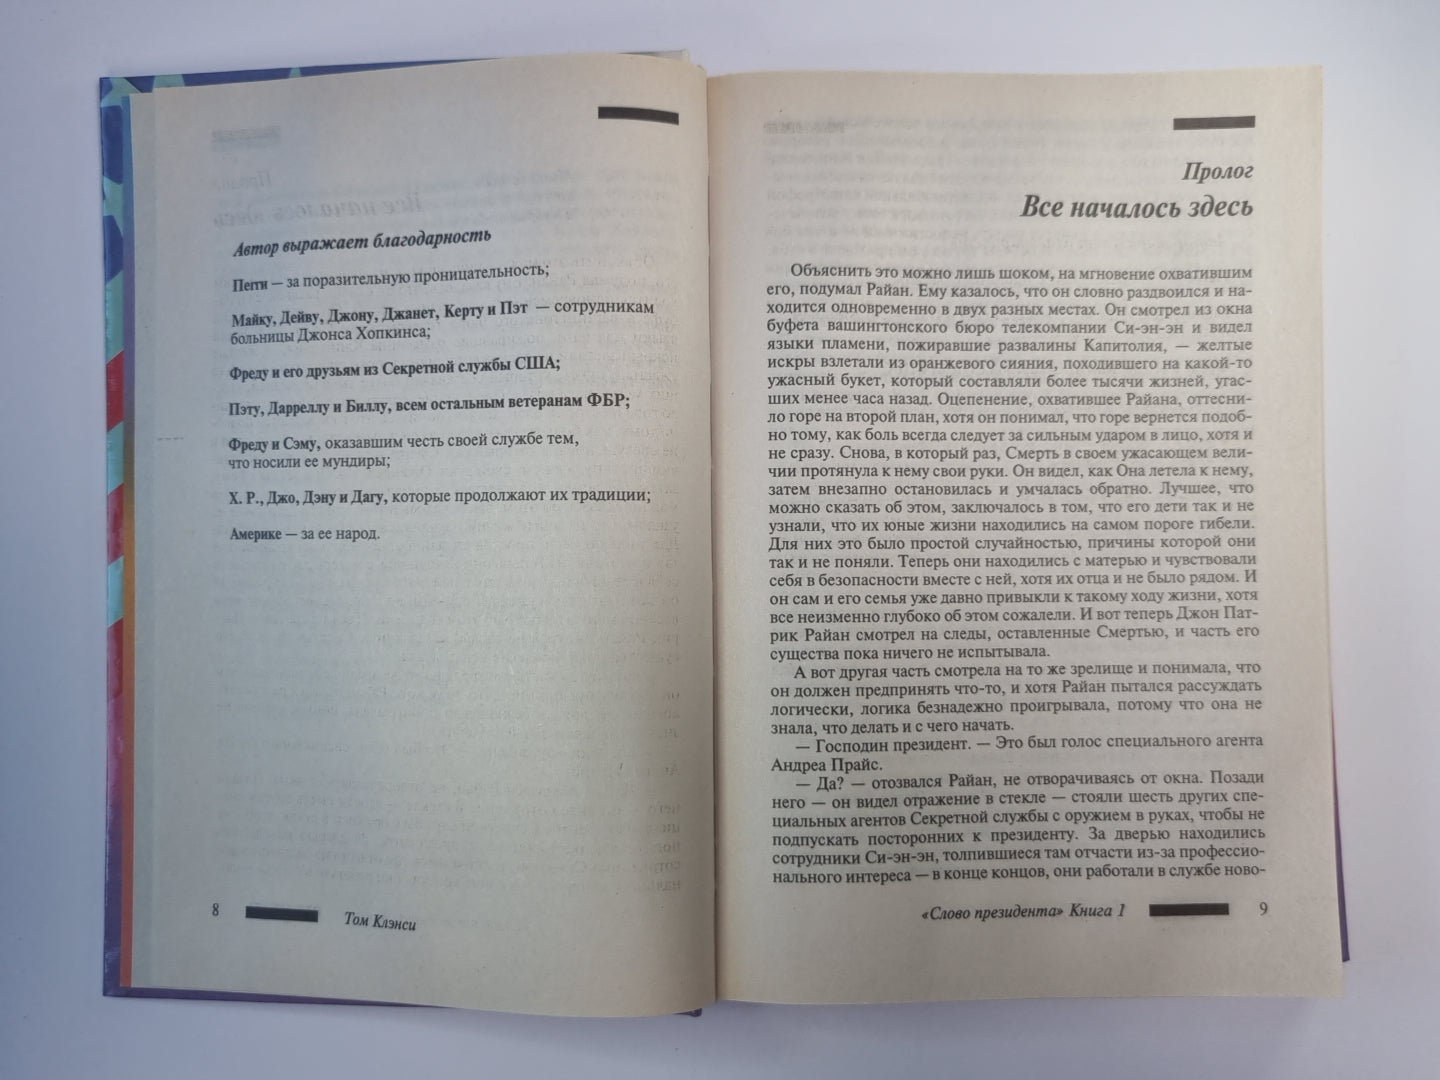 Автор выражает благодарность
Пегги — за поразительную проницательность;
Майку, Дейву, Джону, Джанет, Керту и Пэт — сотрудникам
больницы Джонса Хопкинса;
Фреду и его друзьям из Секретной службы США;
Пэту, Дарреллу и Биллу, всем остальным ветеранам ФБР;
Фреду и Сэму, оказавшим честь своей службе тем,
что носили ее мундиры;
Х. Р., Джо, Дэну и Дагу, которые продолжают их традиции;
Америке — за ее народ.
8
Том Клэнси
Пролог
Все началось здесь
Объяснить это можно лишь шоком, на мгновение охватившим
его, подумал Райан. Ему казалось, что он словно раздвоился и на-
ходится одновременно в двух разных местах. Он смотрел из окна
буфета вашингтонского бюро телекомпании Си-эн-эн и видел
языки пламени, пожиравшие развалины Капитолия, — желтые
искры взлетали из оранжевого сияния, походившего на какой-то
ужасный букет, который составляли более тысячи жизней, угас-
ших менее часа назад. Оцепенение, охватившее Райана, оттесни-
ло горе на второй план, хотя он понимал, что горе вернется подоб-
но тому, как боль всегда следует за сильным ударом в лицо, хотя и
не сразу. Снова, в который раз, Смерть в своем ужасающем вели-
чии протянула к нему свои руки. Он видел, как Она летела к нему,
затем внезапно остановилась и умчалась обратно. Лучшее, что
можно сказать об этом, заключалось в том, что его дети так и не
узнали, что их юные жизни находились на самом пороге гибели.
Для них это было простой случайностью, причины которой они
так и не поняли. Теперь они находились с матерью и чувствовали
себя в безопасности вместе с ней, хотя их отца и не было рядом. И
он сам и его семья уже давно привыкли к такому ходу жизни, хотя
все неизменно глубоко об этом сожалели. И вот теперь Джон Пат-
рик Райан смотрел на следы, оставленные Смертью, и часть его
существа пока ничего не испытывала.
А вот другая часть смотрела на то же зрелище и понимала, что
он должен предпринять что-то, и хотя Райан пытался рассуждать
логически, логика безнадежно проигрывала, потому что она не
знала, что делать и с чего начать.
— Господин президент. — Это был голос специального агента
Андреа Прайс.
— Да? — отозвался Райан, не отворачиваясь от окна. Позади
него — он видел отражение в стекле — стояли шесть других спе-
циальных агентов Секретной службы с оружием в руках, чтобы не
подпускать посторонних к президенту. За дверью находились
сотрудники Си-эн-эн, толпившиеся там отчасти из-за профессио-
нального интереса — в конце концов, они работали в службе ново-
«Слово президента» Книга 1
9